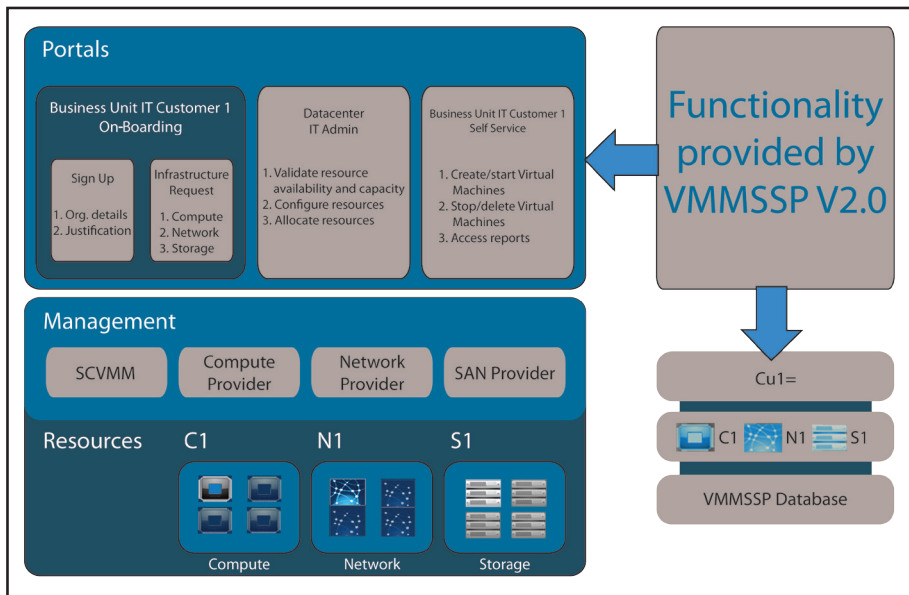 Portals
Business Unit IT Customer 1
On-Boarding
Sign Up
1. Org. details
2. Justification
Infrastructure
Request
1. Compute
2. Network
3. Storage
Datacenter
IT Admin
1. Validate resource
availability and capacity
2. Configure resources
3. Allocate resources
Business Unit IT Customer 1
Self Service
1. Create/start Virtual
Machines
2. Stop/delete Virtual
Machines
3. Access reports
Functionality
provided by
VMMSSP V2.0
Management
SCVMM
Compute
Provider
Network
Provider
SAN Provider
Resources
C1
N1
S1
Compute
Network
Storage
Cu1=
C1 N1 S1
VMMSSP Database